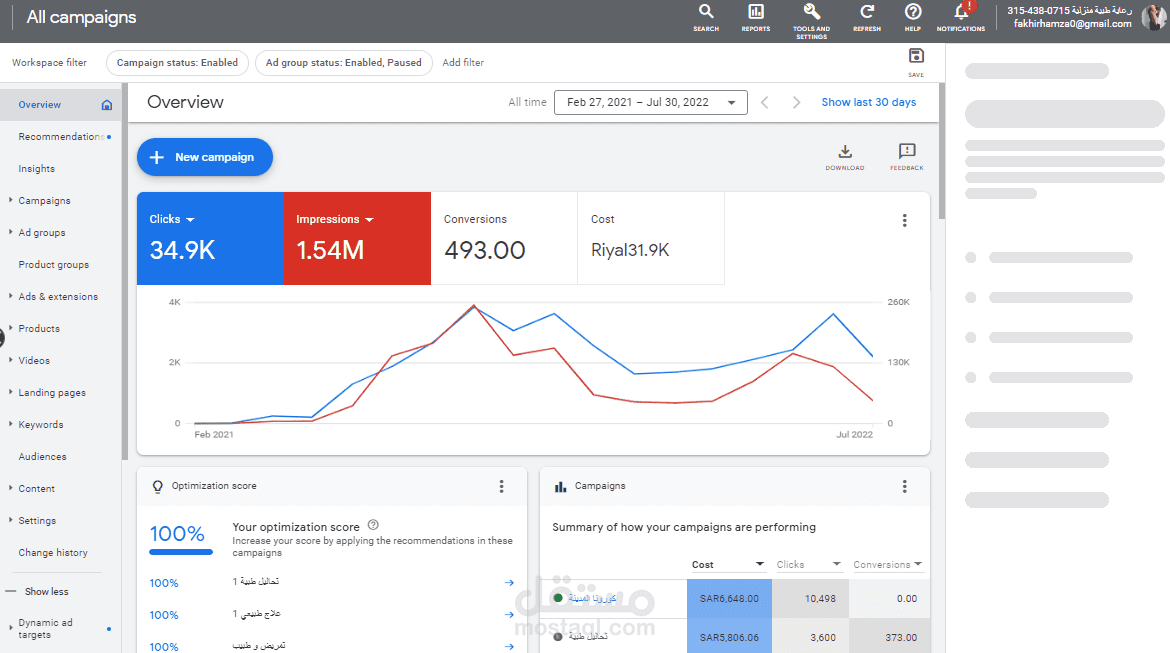 All campaigns
SEARCH
REPORTS
TOOLS AND SETTINGS
REFRESH
HELP
!
NOTIFICATIONS
315-438-0715 رعاية طبية منزلية
fakhirhamza0@gmail.com
Workspace filter
Campaign status: Enabled
Ad group status: Enabled, Paused
Add filter
SAVE
Overview
Recommendations
Insights
Campaigns
Ad groups
Product groups
Ads & extensions
Products
Videos
Landing pages
Keywords
Audiences
Content
Settings
Change history
Show less
Dynamic ad
targets
Overview
All time
Feb 27, 2021 – Jul 30, 2022
Show last 30 days
New campaign
DOWNLOAD
FEEDBACK
Clicks
34.9K
Impressions
1.54M
Conversions
493.00
Cost
Riyal31.9K
4K
260K
2K
130K
0
0
Feb 2021
Jul 2022
Optimization score
100%
Your optimization score
Increase your score by applying the recommendations in these
campaigns
100%
تحاليل طبية 1
100%
علاج طبيعي 1
100%
تمريض و طبيب
Campaigns
Summary of how your campaigns are performing
Cost
Clicks
Conversions
كورونا المدينة
SAR6,648.00
10,498
0.00
تحاليل طبية
SAR5,806.06
3,600
373.00
مستقل
mostaql.com